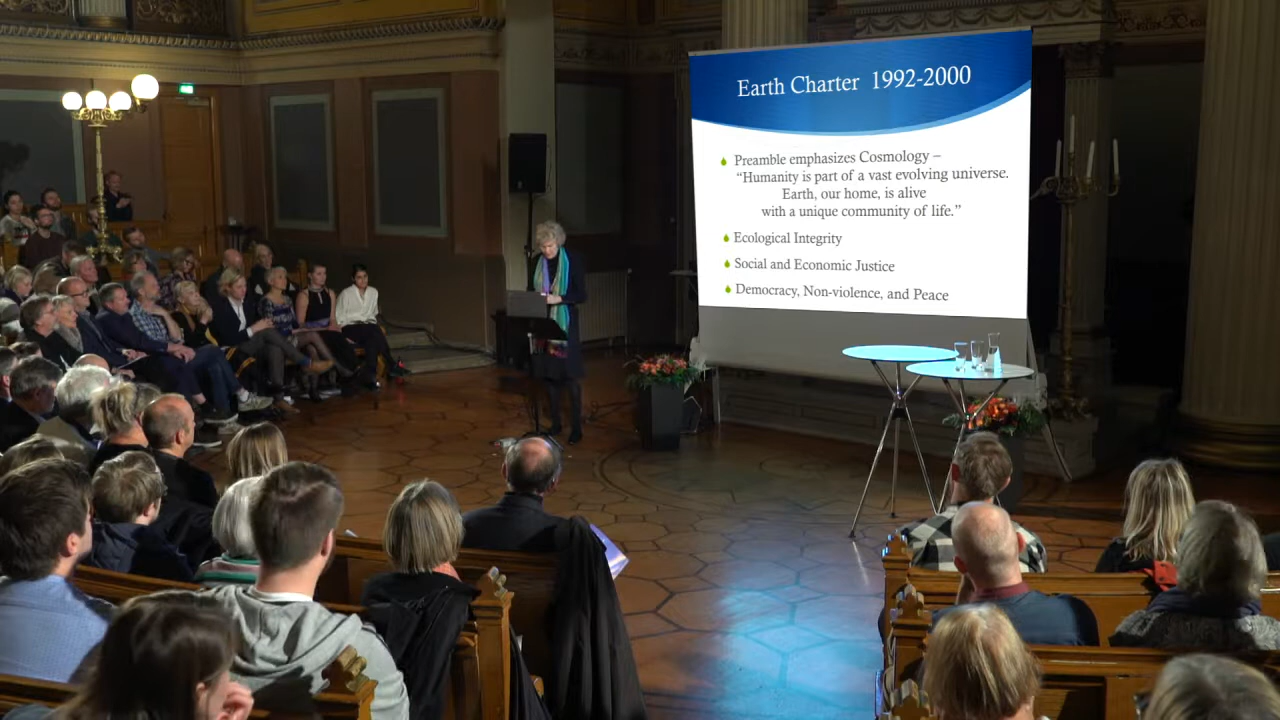 Earth Charter 1992-2000
Preamble emphasizes Cosmology –
“Humanity is part of a vast evolving universe.
Earth, our home, is alive
with a unique community of life.”
Ecological Integrity
Social and Economic Justice
Democracy, Non-violence, and Peace